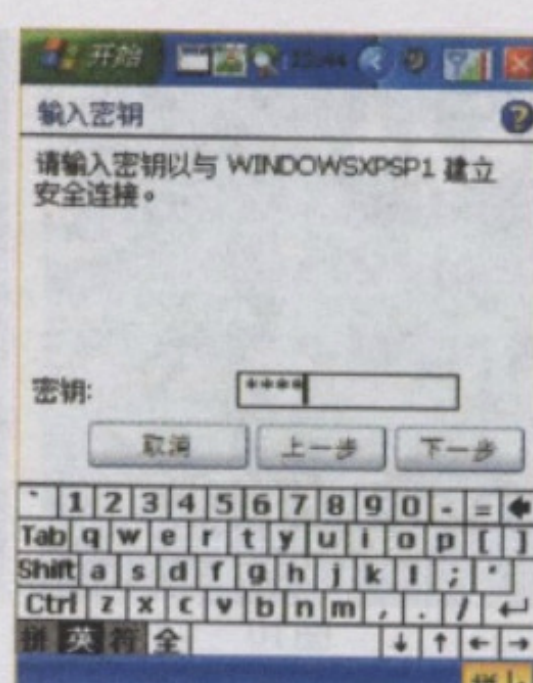 开始
输入密钥
请输入密钥以与 WINDOWSXPSP1 建立
安全连接。
密钥: ****
取消 上一步 下一步
` 1 2 3 4 5 6 7 8 9 0 - =
Tab q w e r t y u i o p [ ]
Shift a s d f g h j k l ; '
Ctrl z x c v b n m , . /
拼 英 符 全